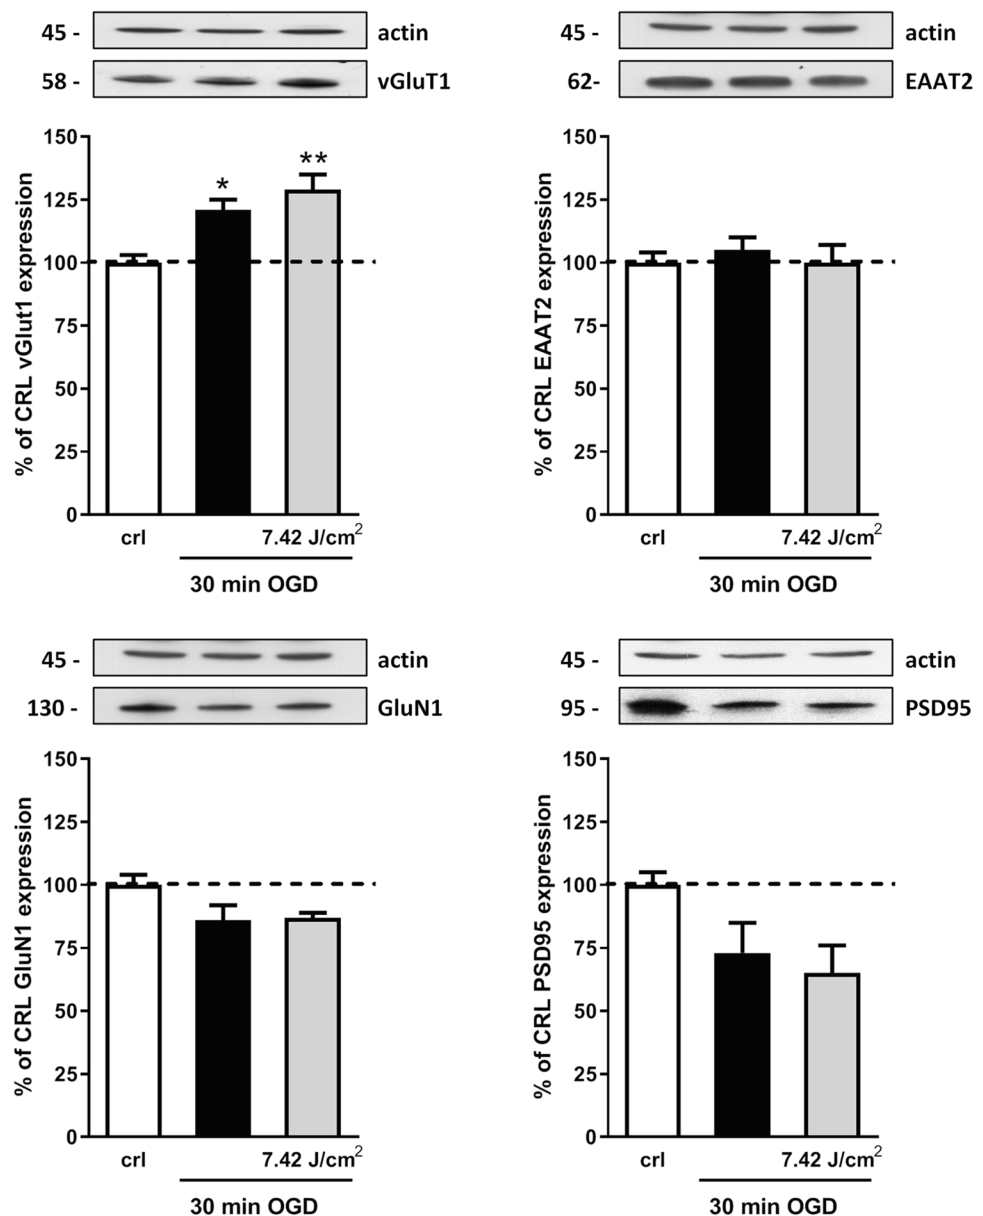 45 - actin
58 - vGluT1
% of CRL vGlut1 expression
150
125
100
75
50
25
0
*
**
crl
7.42 J/cm²
30 min OGD
45 - actin
62- EAAT2
% of CRL EAAT2 expression
150
125
100
75
50
25
0
crl
7.42 J/cm²
30 min OGD
45 - actin
130 - GluN1
% of CRL GluN1 expression
150
125
100
75
50
25
0
crl
7.42 J/cm²
30 min OGD
45 - actin
95 - PSD95
% of CRL PSD95 expression
150
125
100
75
50
25
0
crl
7.42 J/cm²
30 min OGD